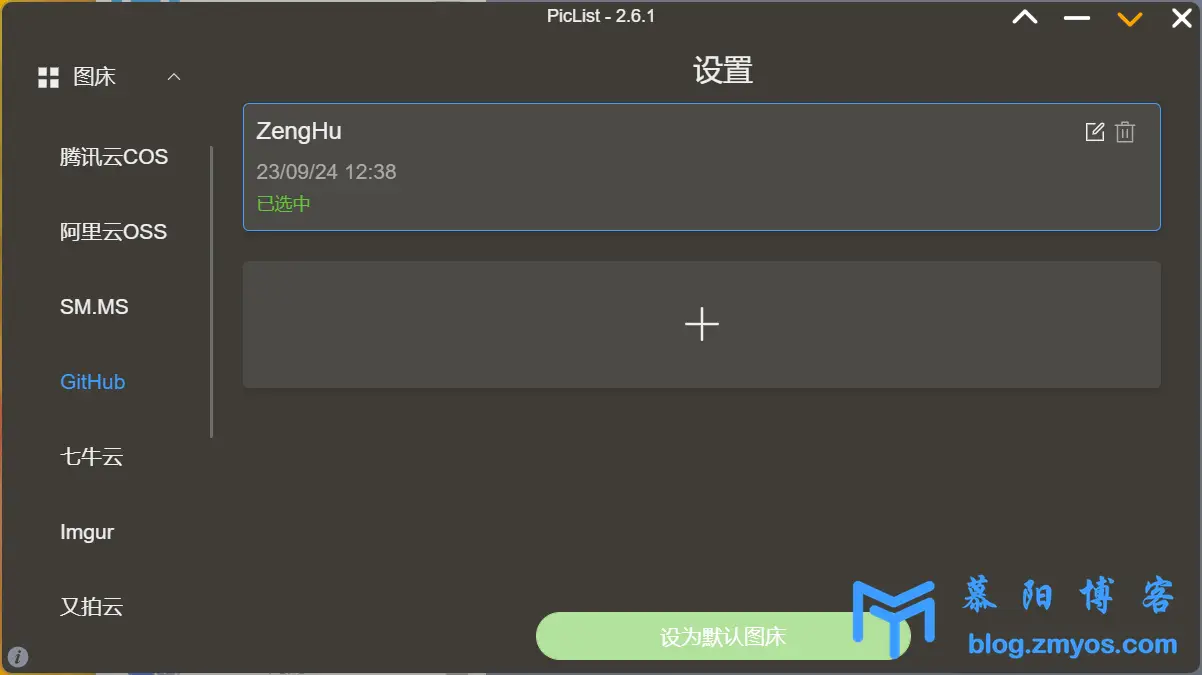 PicList - 2.6.1
图床
设置
ZengHu
23/09/24 12:38
已选中
腾讯云COS
阿里云OSS
SM.MS
GitHub
七牛云
Imgur
又拍云
设为默认图床
慕阳博客
blog.zmyos.com